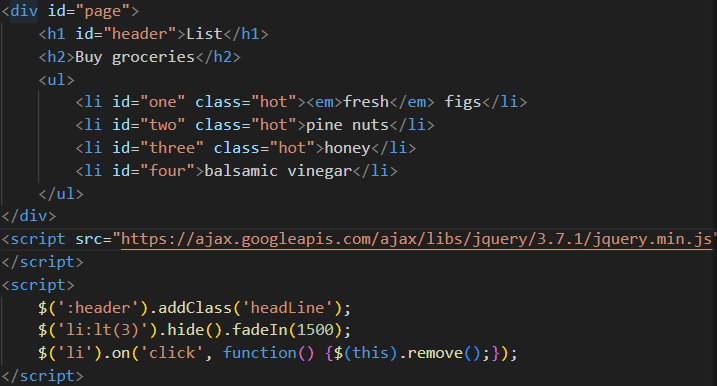 <div id="page">
<h1 id="header">List</h1>
<h2>Buy groceries</h2>
<ul>
<li id="one" class="hot"><em>fresh</em> figs</li>
<li id="two" class="hot">pine nuts</li>
<li id="three" class="hot">honey</li>
<li id="four">balsamic vinegar</li>
</ul>
</div>
<script src="https://ajax.googleapis.com/ajax/libs/jquery/3.7.1/jquery.min.js"
</script>
<script>
$(':header').addClass('headLine');
$('li:lt(3)').hide().fadeIn(1500);
$('li').on('click', function() {$(this).remove();});
</script>